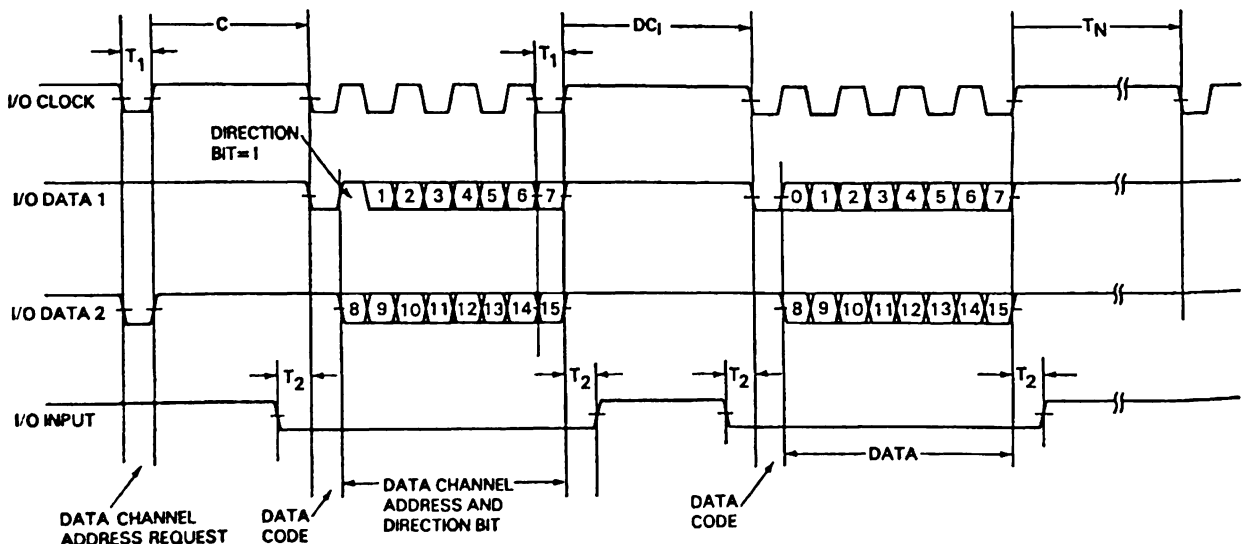 C
DC₁
T_N
T₁
T₁
I/O CLOCK
DIRECTION
BIT=1
I/O DATA 1
1 2 3 4 5 6 7
0 1 2 3 4 5 6 7
I/O DATA 2
8 9 10 11 12 13 14 15
8 9 10 11 12 13 14 15
T₂
T₂
T₂
T₂
I/O INPUT
DATA
DATA CHANNEL
ADDRESS REQUEST
DATA
CODE
DATA CHANNEL
ADDRESS AND
DIRECTION BIT
DATA
CODE